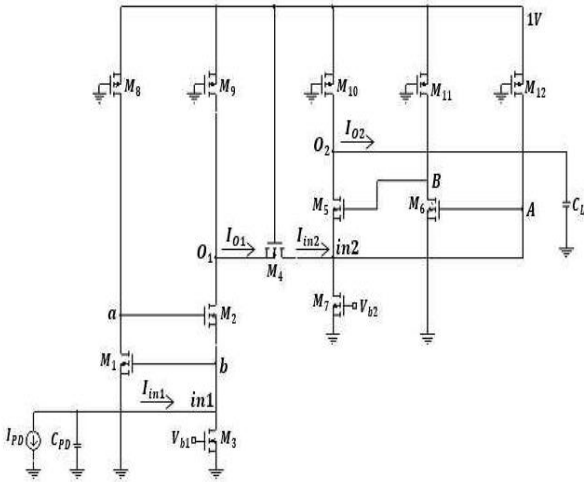 1V
M8 M9 M10 M11 M12
O2 IO2
B
M5 M6 A CL
IO1 Iin2 in2
O1
M4
a M2 M7 Vb2
M1 b
Iin1 in1
IPD CPD Vb1 M3